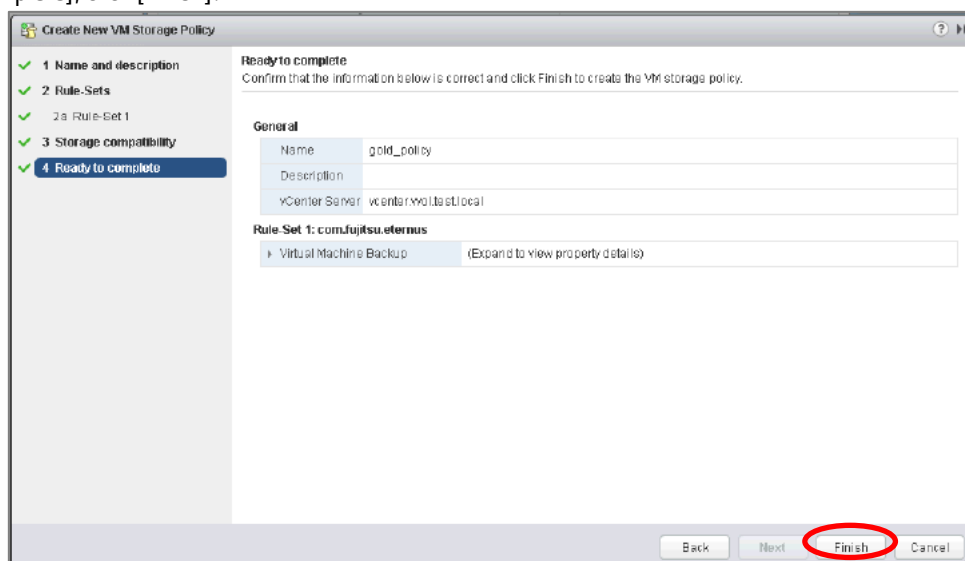 Create New VM Storage Policy
1 Name and description
2 Rule-Sets
2a Rule-Set 1
3 Storage compatibility
4 Ready to complete
Ready to complete
Confirm that the information below is correct and click Finish to create the VM storage policy.
General
Name gold_policy
Description
vCenter Server vcenter.vvol.test.local
Rule-Set 1: com.fujitsu.eternus
Virtual Machine Backup (Expand to view property details)
Back Next Finish Cancel